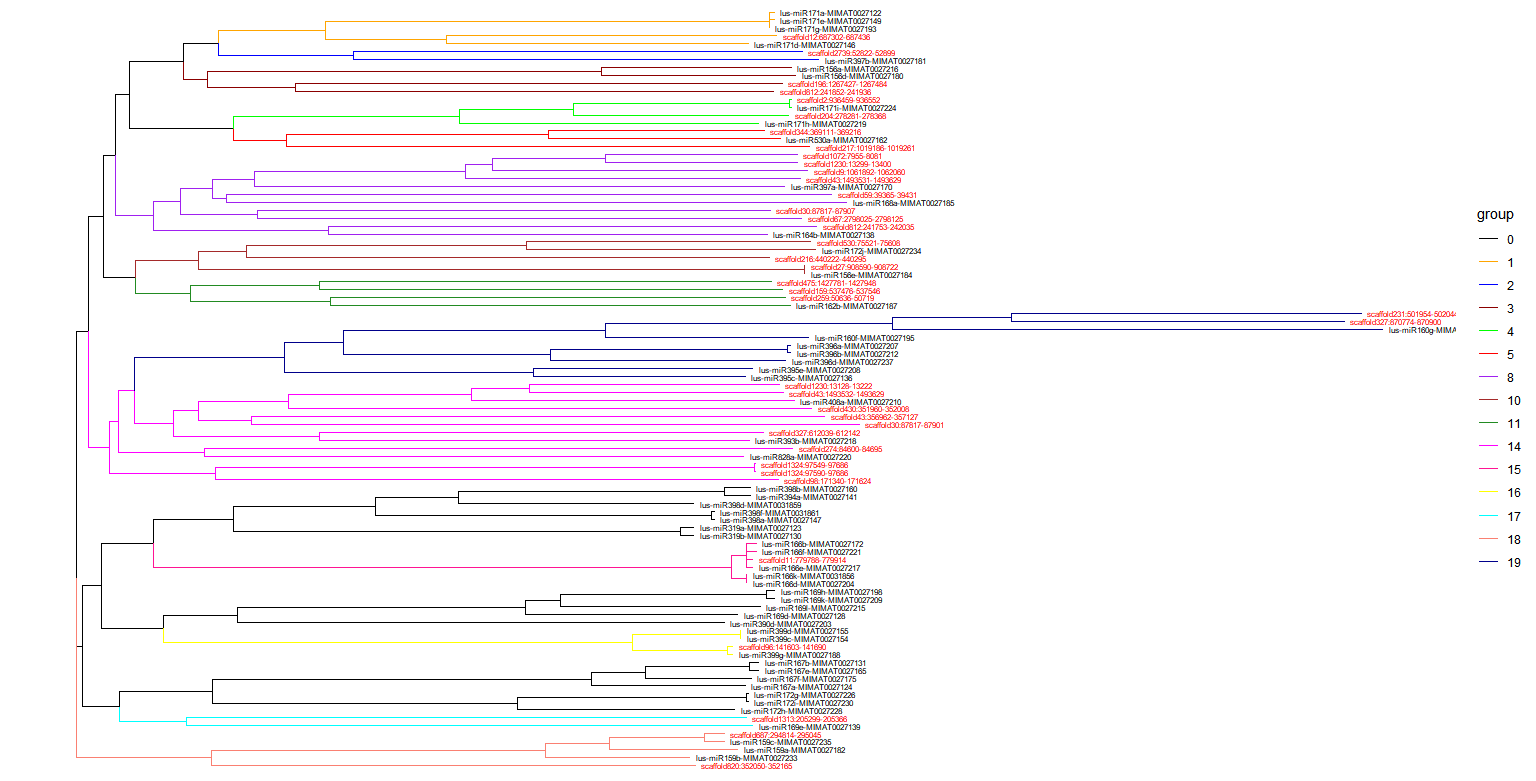 lus-miR171a-MIMAT0027122
lus-miR171e-MIMAT0027149
lus-miR171g-MIMAT0027193
scaffold12:687302-687436
lus-miR171d-MIMAT0027146
scaffold2739:52822-52899
lus-miR397b-MIMAT0027181
lus-miR156a-MIMAT0027216
lus-miR156d-MIMAT0027180
scaffold196:1267427-1267484
scaffold812:241852-241936
scaffold2:936459-936552
lus-miR171i-MIMAT0027224
scaffold204:278281-278368
lus-miR171h-MIMAT0027219
scaffold344:369111-369216
lus-miR530a-MIMAT0027162
scaffold217:1019186-1019261
scaffold1072:7955-8081
scaffold1230:13299-13400
scaffold9:1061892-1062060
scaffold43:1493531-1493629
lus-miR397a-MIMAT0027170
scaffold59:39365-39431
lus-miR168a-MIMAT0027185
scaffold30:87817-87907
scaffold67:2798025-2798125
scaffold812:241753-242035
lus-miR164b-MIMAT0027138
scaffold530:75521-75608
lus-miR172j-MIMAT0027234
scaffold216:440222-440295
scaffold27:908590-908722
lus-miR156e-MIMAT0027184
scaffold475:1427781-1427948
scaffold159:537476-537546
scaffold259:50636-50719
lus-miR162b-MIMAT0027187
scaffold231:501954-50204
scaffold327:870774-870900
lus-miR160g-MIMA
lus-miR160f-MIMAT0027195
lus-miR396a-MIMAT0027207
lus-miR396b-MIMAT0027212
lus-miR396d-MIMAT0027237
lus-miR395e-MIMAT0027208
lus-miR395c-MIMAT0027136
scaffold1230:13128-13222
scaffold43:1493532-1493629
lus-miR408a-MIMAT0027210
scaffold430:351960-352008
scaffold43:356962-357127
scaffold30:87817-87901
scaffold327:612039-612142
lus-miR393b-MIMAT0027218
scaffold274:84600-84695
lus-miR828a-MIMAT0027220
scaffold1324:97549-97686
scaffold1324:97590-97686
scaffold98:171340-171624
lus-miR398b-MIMAT0027160
lus-miR394a-MIMAT0027141
lus-miR398d-MIMAT0031859
lus-miR398f-MIMAT0031861
lus-miR398a-MIMAT0027147
lus-miR319a-MIMAT0027123
lus-miR319b-MIMAT0027130
lus-miR166b-MIMAT0027172
lus-miR166f-MIMAT0027221
scaffold11:779788-779914
lus-miR166e-MIMAT0027217
lus-miR166k-MIMAT0031856
lus-miR166d-MIMAT0027204
lus-miR169h-MIMAT0027198
lus-miR169k-MIMAT0027209
lus-miR169l-MIMAT0027215
lus-miR169d-MIMAT0027128
lus-miR390d-MIMAT0027203
lus-miR399d-MIMAT0027155
lus-miR399c-MIMAT0027154
scaffold96:141603-141690
lus-miR399g-MIMAT0027188
lus-miR167b-MIMAT0027131
lus-miR167e-MIMAT0027165
lus-miR167f-MIMAT0027175
lus-miR167a-MIMAT0027124
lus-miR172g-MIMAT0027226
lus-miR172i-MIMAT0027230
lus-miR172h-MIMAT0027228
scaffold1313:205299-205366
lus-miR169e-MIMAT0027139
scaffold687:294814-295045
lus-miR159c-MIMAT0027235
lus-miR159a-MIMAT0027182
lus-miR159b-MIMAT0027233
scaffold820:352050-352165
group
0
1
2
3
4
5
8
10
11
14
15
16
17
18
19